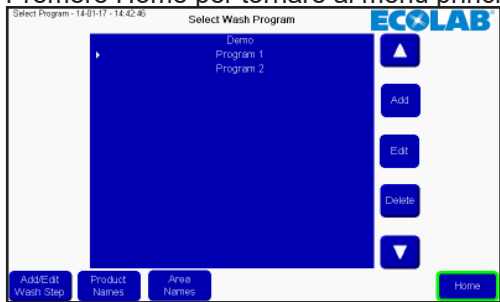 Premere Home per tornare al menu princi
Select Program - 14-01-17 - 14:42:46
Select Wash Program
ECOLAB®
Demo
Program 1
Program 2
Add
Edit
Delete
Add/Edit
Wash Step
Product
Names
Area
Names
Home